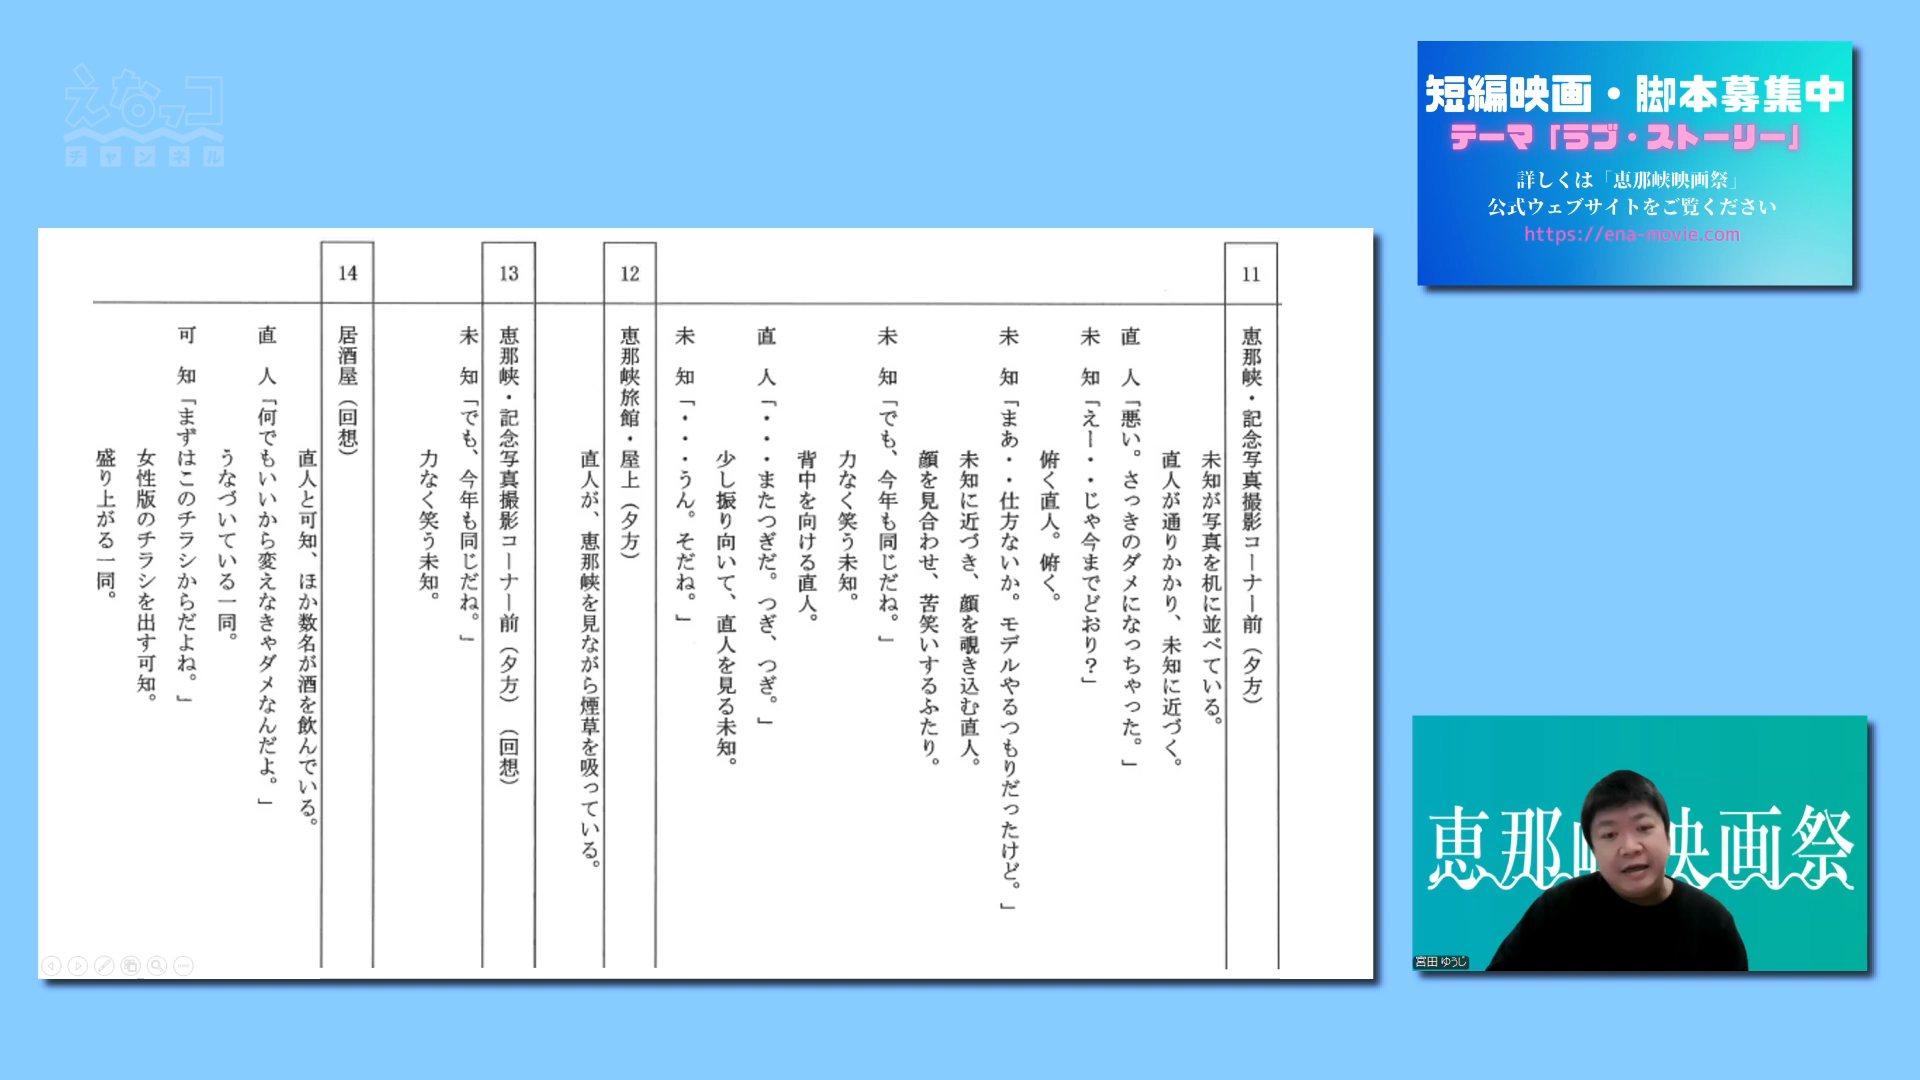 えなッコ
チャンネル
11
恵那峡・記念写真撮影コーナー前（夕方）
未知が写真を机に並べている。
直人が通りかかり、未知に近づく。
直　人「悪い。さっきのダメになっちゃった。」
未　知「えー・・じゃ今までどおり？」
俯く直人。俯く。
未　知「まあ・・仕方ないか。モデルやるつもりだったけど。」
未知に近づき、顔を覗き込む直人。
顔を見合わせ、苦笑いするふたり。
未　知「でも、今年も同じだね。」
力なく笑う未知。
背中を向ける直人。
直　人「・・・またつぎだ。つぎ、つぎ。」
少し振り向いて、直人を見る未知。
未　知「・・・うん。そだね。」
12
恵那峡旅館・屋上（夕方）
直人が、恵那峡を見ながら煙草を吸っている。
13
恵那峡・記念写真撮影コーナー前（夕方）（回想）
未　知「でも、今年も同じだね。」
力なく笑う未知。
14
居酒屋（回想）
直人と可知、ほか数名が酒を飲んでいる。
直　人「何でもいいから変えなきゃダメなんだよ。」
うなづいている一同。
可　知「まずはこのチラシからだよね。」
女性版のチラシを出す可知。
盛り上がる一同。
短編映画・脚本募集中
テーマ「ラブ・ストーリー」
詳しくは「恵那峡映画祭」
公式ウェブサイトをご覧ください
https://ena-movie.com
恵那峡映画祭
宮田 ゆうじ